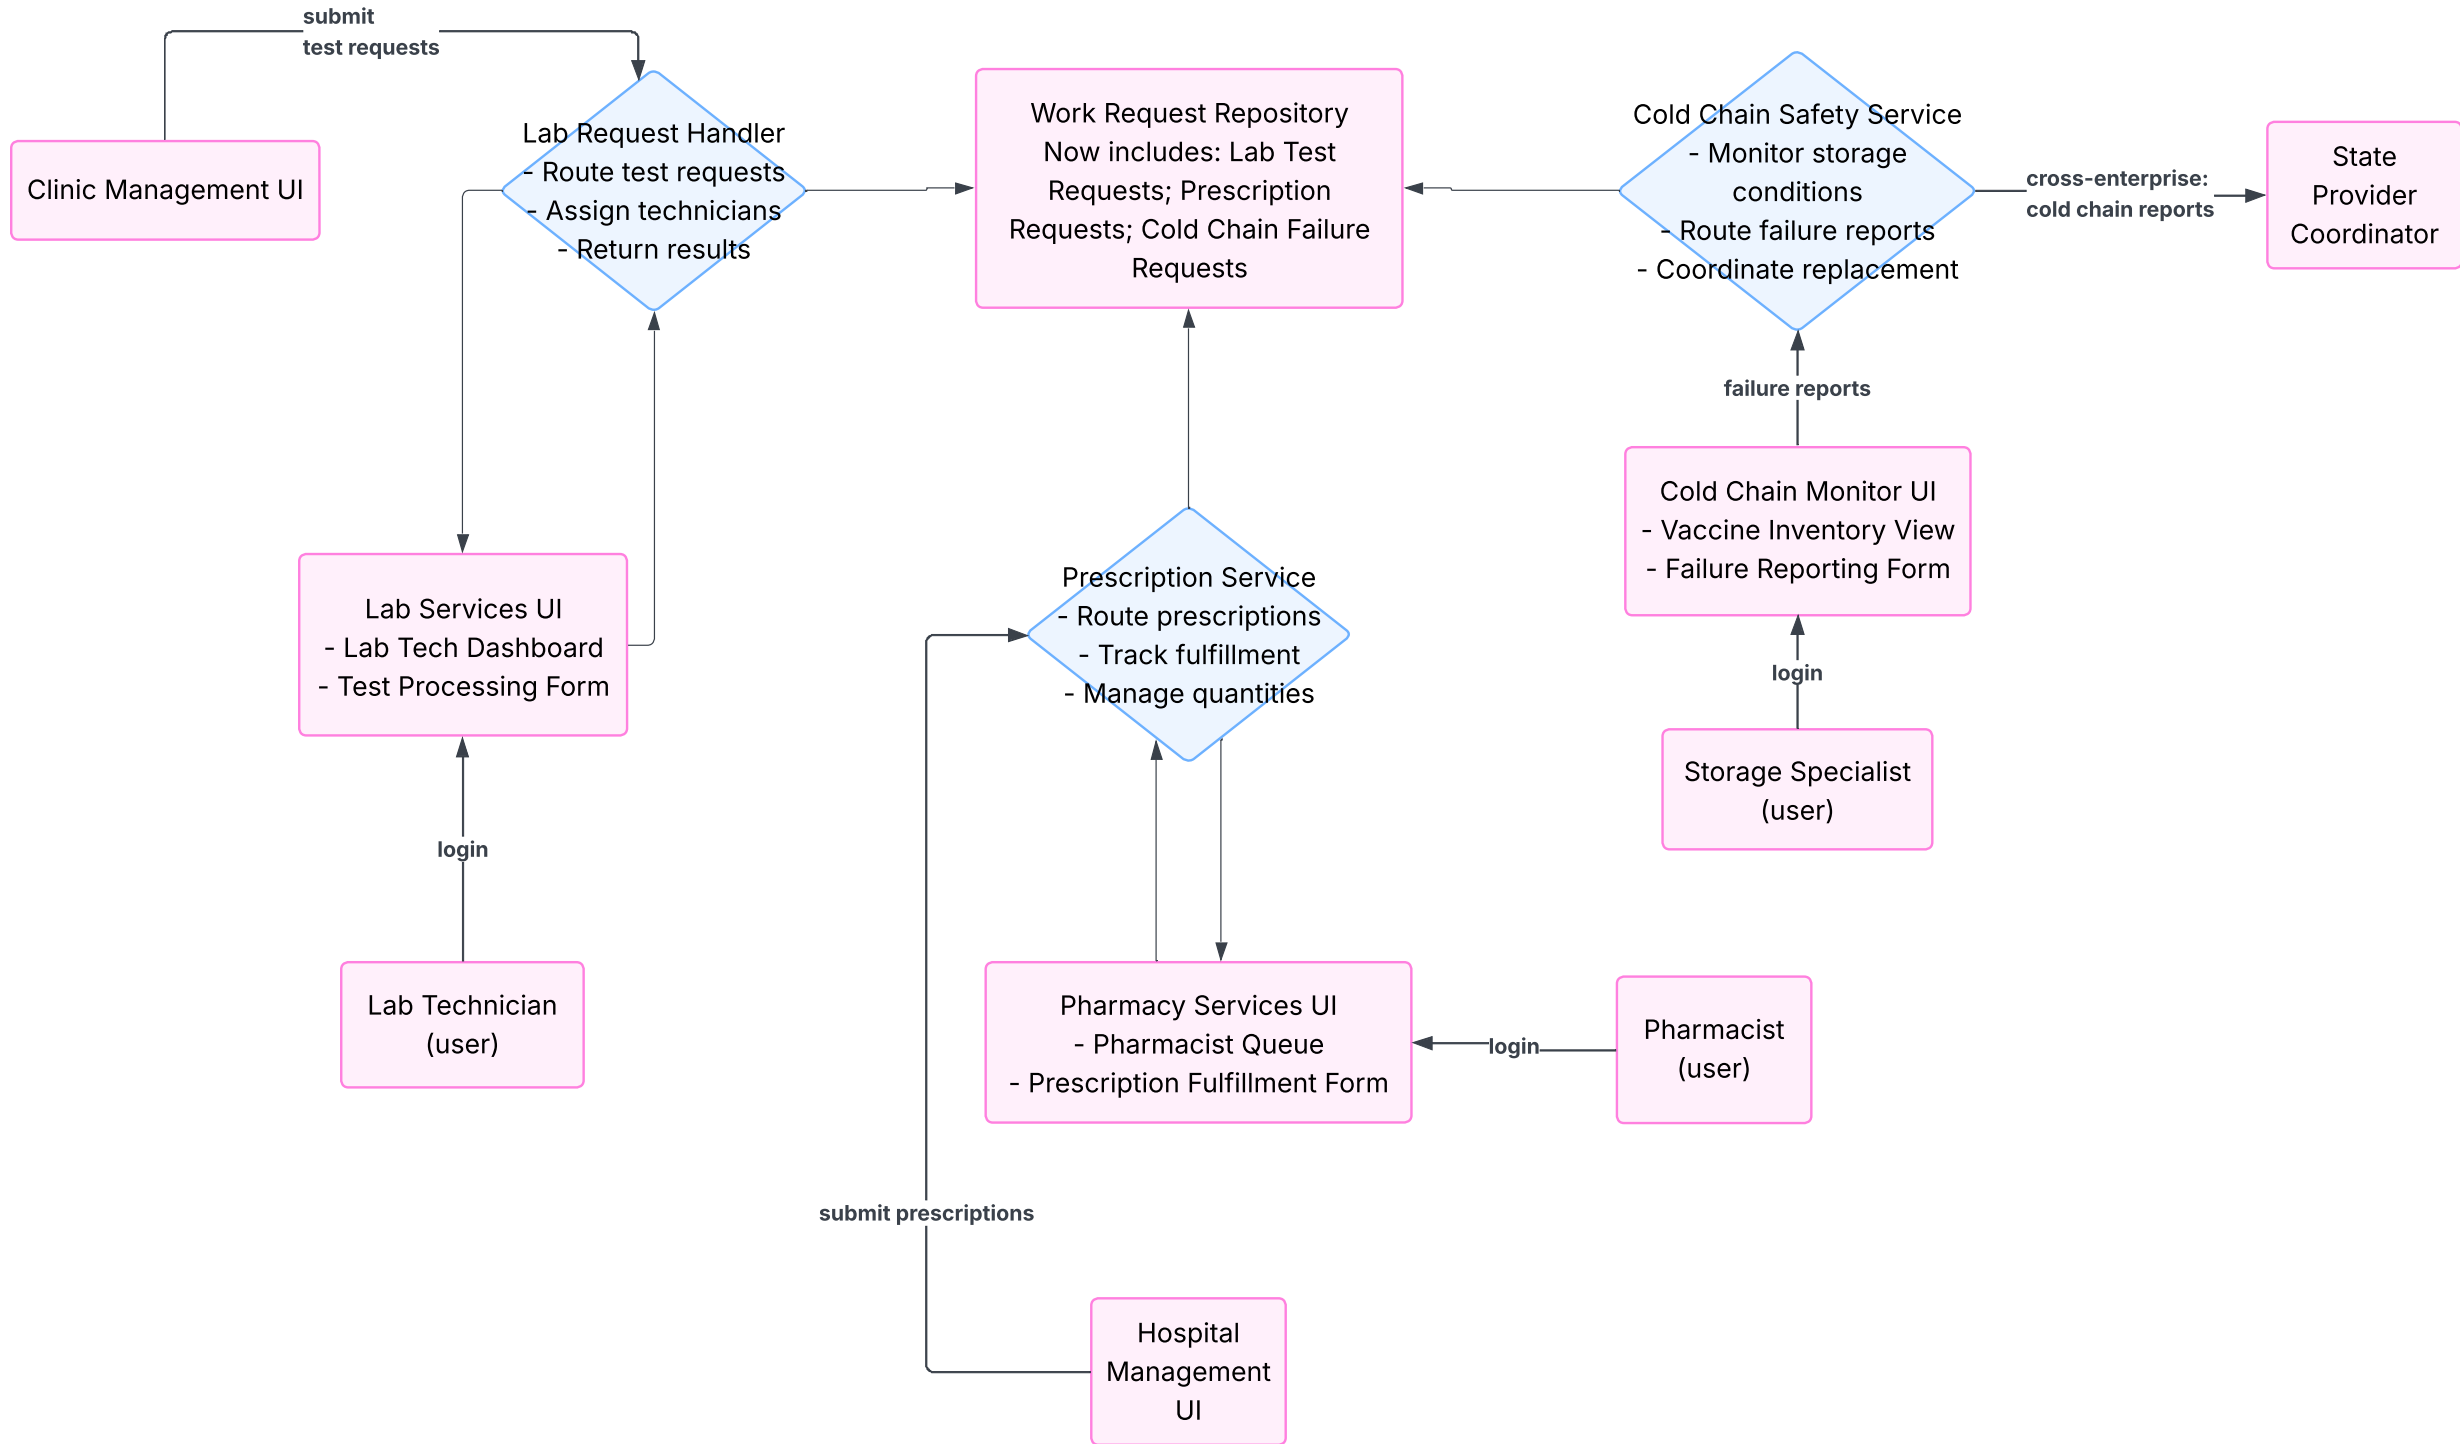 submit
test requests
Clinic Management UI
Lab Request Handler
- Route test requests
- Assign technicians
- Return results
Work Request Repository
Now includes: Lab Test
Requests; Prescription
Requests; Cold Chain Failure
Requests
Cold Chain Safety Service
- Monitor storage
conditions
- Route failure reports
- Coordinate replacement
cross-enterprise:
cold chain reports
State
Provider
Coordinator
failure reports
Cold Chain Monitor UI
- Vaccine Inventory View
- Failure Reporting Form
login
Storage Specialist
(user)
Lab Services UI
- Lab Tech Dashboard
- Test Processing Form
login
Lab Technician
(user)
Prescription Service
- Route prescriptions
- Track fulfillment
- Manage quantities
Pharmacy Services UI
- Pharmacist Queue
- Prescription Fulfillment Form
login
Pharmacist
(user)
submit prescriptions
Hospital
Management
UI